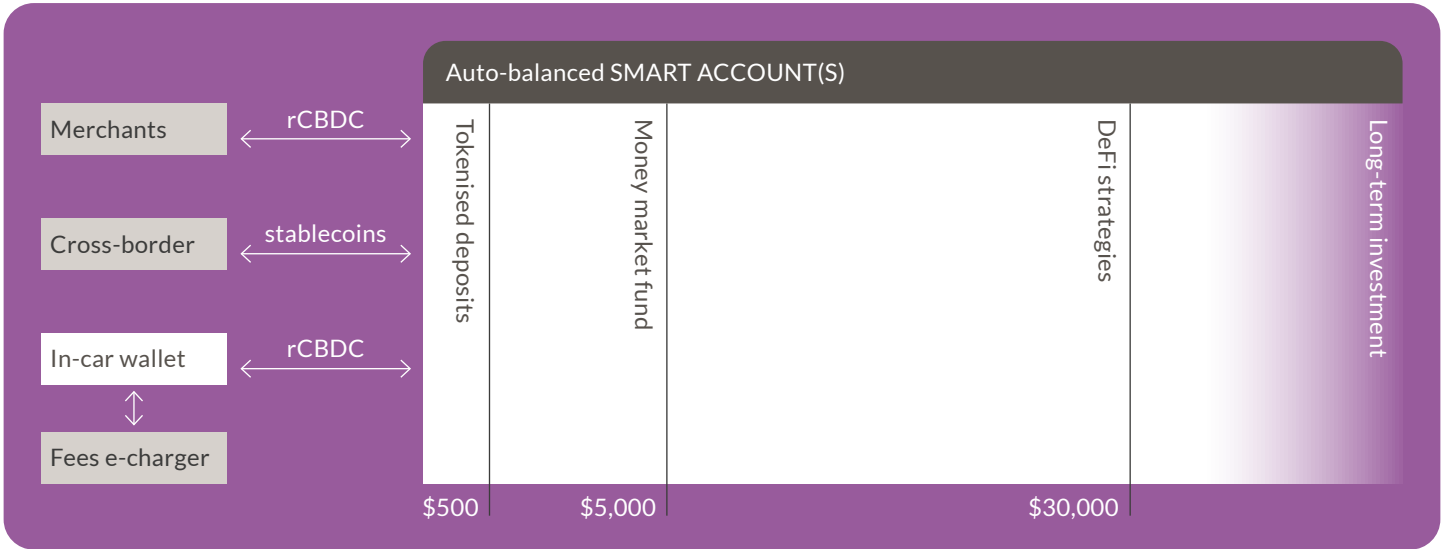 Auto-balanced SMART ACCOUNT(S)
Merchants
rCBDC
Cross-border
stablecoins
In-car wallet
rCBDC
Fees e-charger
Tokenised deposits
Money market fund
DeFi strategies
Long-term investment
$500
$5,000
$30,000